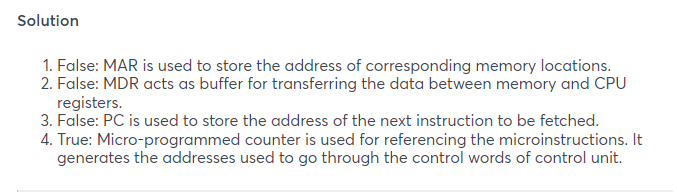 Solution
1. False: MAR is used to store the address of corresponding memory locations.
2. False: MDR acts as buffer for transferring the data between memory and CPU
registers.
3. False: PC is used to store the address of the next instruction to be fetched.
4. True: Micro-programmed counter is used for referencing the microinstructions. It
generates the addresses used to go through the control words of control unit.